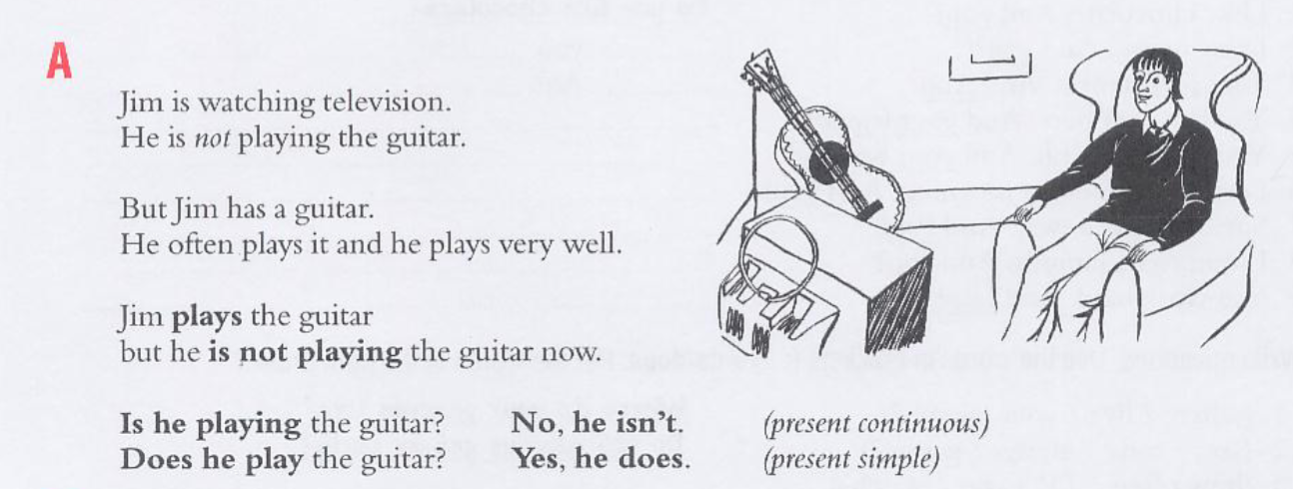 A
Jim is watching television.
He is not playing the guitar.
But Jim has a guitar.
He often plays it and he plays very well.
Jim plays the guitar
but he is not playing the guitar now.
Is he playing the guitar? No, he isn't. (present continuous)
Does he play the guitar? Yes, he does. (present simple)